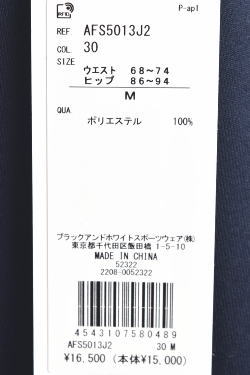 RFID
P-apl
REF AFS5013J2
COL. 30
SIZE
ウエスト 68～74
ヒップ 86～94
M
QUA
ポリエステル 100%
ブラックアンドホワイトスポーツウェア(株)
東京都千代田区飯田橋 1-5-10
MADE IN CHINA
52322
2208-0052322
4543107580489
AFS5013J2 30 M
¥16,500 (本体¥15,000)